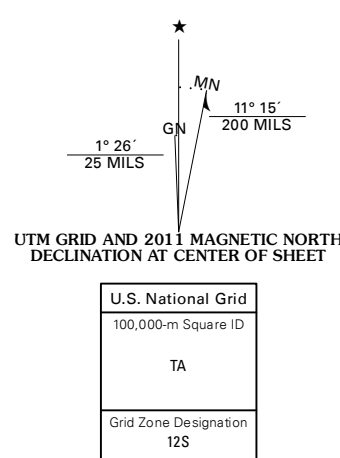 MN
11° 15´
200 MILS
GN
1° 26´
25 MILS
UTM GRID AND 2011 MAGNETIC NORTH
DECLINATION AT CENTER OF SHEET
U.S. National Grid
100,000-m Square ID
TA
Grid Zone Designation
12S